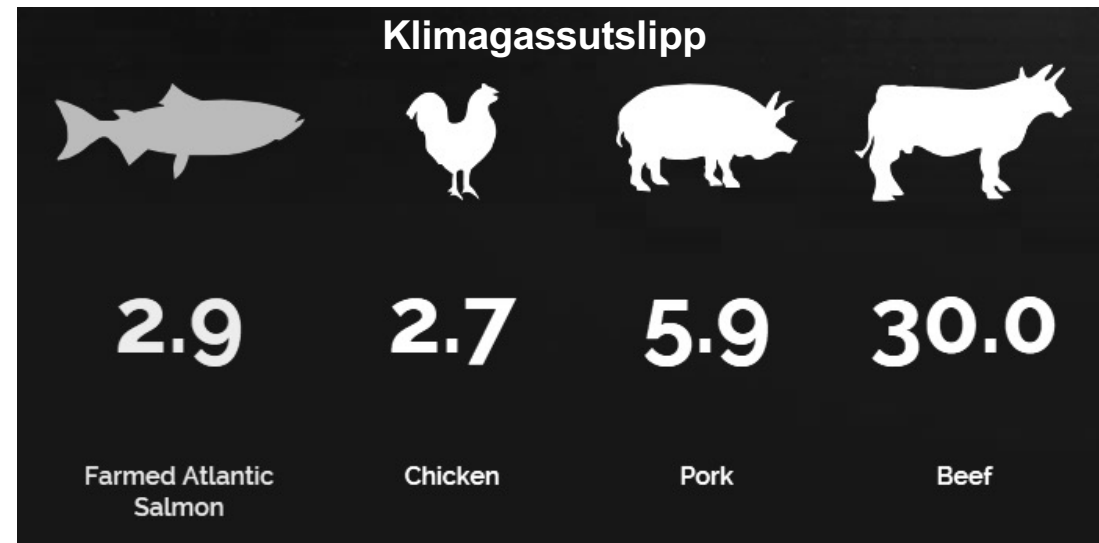 Klimagassutslipp
2.9 2.7 5.9 30.0
Farmed Atlantic Chicken Pork Beef
Salmon